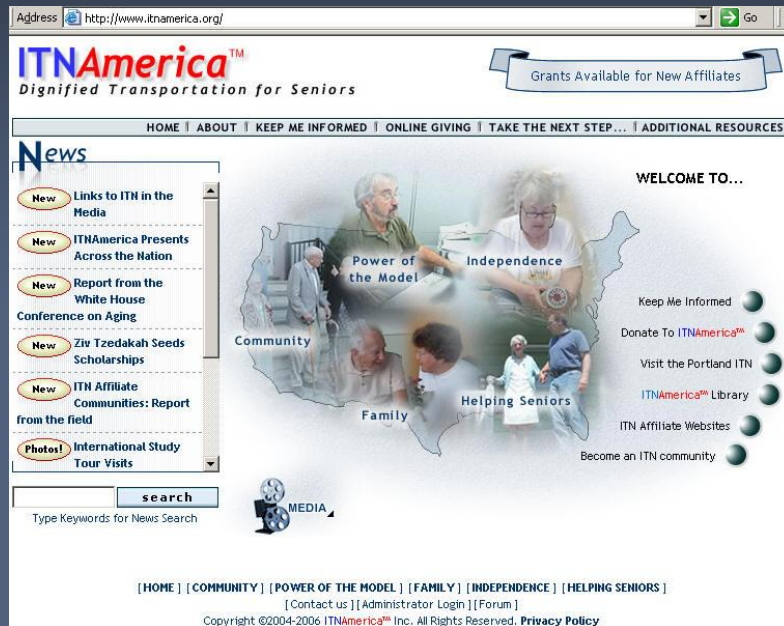 Address http://www.itnamerica.org/ Go
ITNAmerica™
Dignified Transportation for Seniors
Grants Available for New Affiliates
HOME | ABOUT | KEEP ME INFORMED | ONLINE GIVING | TAKE THE NEXT STEP... | ADDITIONAL RESOURCES
News
New Links to ITN in the
Media
New ITNAmerica Presents
Across the Nation
New Report from the
White House
Conference on Aging
New Ziv Tzedakah Seeds
Scholarships
New ITN Affiliate
Communities: Report
from the field
Photos! International Study
Tour Visits
search
Type Keywords for News Search
Power of
the Model
Independence
Community
Family
Helping Seniors
MEDIA
WELCOME TO...
Keep Me Informed
Donate To ITNAmerica™
Visit the Portland ITN
ITNAmerica™ Library
ITN Affiliate Websites
Become an ITN community
[ HOME ] [ COMMUNITY ] [ POWER OF THE MODEL ] [ FAMILY ] [ INDEPENDENCE ] [ HELPING SENIORS ]
[ Contact us ] [ Administrator Login ] [ Forum ]
Copyright ©2004-2006 ITNAmerica™ Inc. All Rights Reserved. Privacy Policy